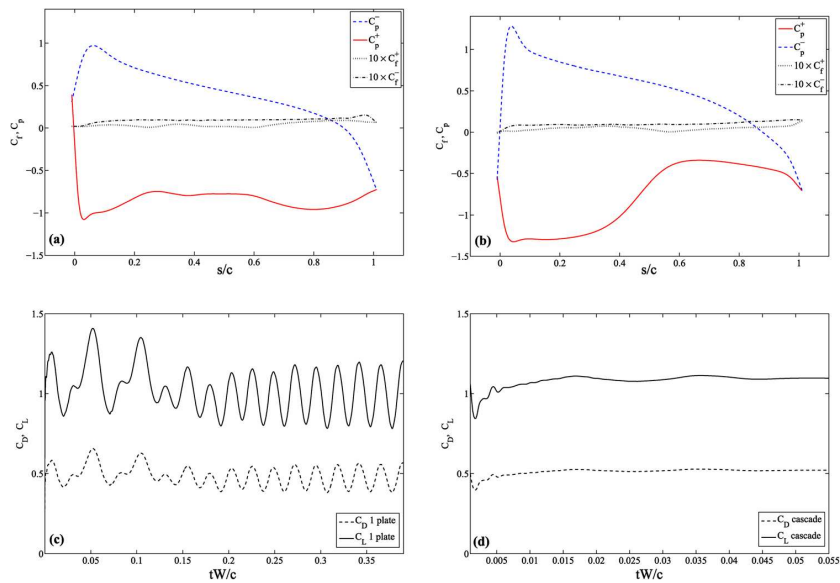 C_p^-
C_p^+
10 × C_f^+
10 × C_f^-
1
0.5
0
−0.5
−1
−1.5
C_f, C_p
(a)
0
0.2
0.4
0.6
0.8
1
s/c
C_p^+
C_p^-
10 × C_f^+
10 × C_f^-
1
0.5
0
−0.5
−1
−1.5
C_f, C_p
(b)
0
0.2
0.4
0.6
0.8
1
s/c
1.5
1
0.5
0
C_D, C_L
(c)
C_D 1 plate
C_L 1 plate
0.05
0.1
0.15
0.2
0.25
0.3
0.35
tW/c
1.5
1
0.5
0
C_D, C_L
(d)
C_D cascade
C_L cascade
0.005
0.01
0.015
0.02
0.025
0.03
0.035
0.04
0.045
0.05
0.055
tW/c